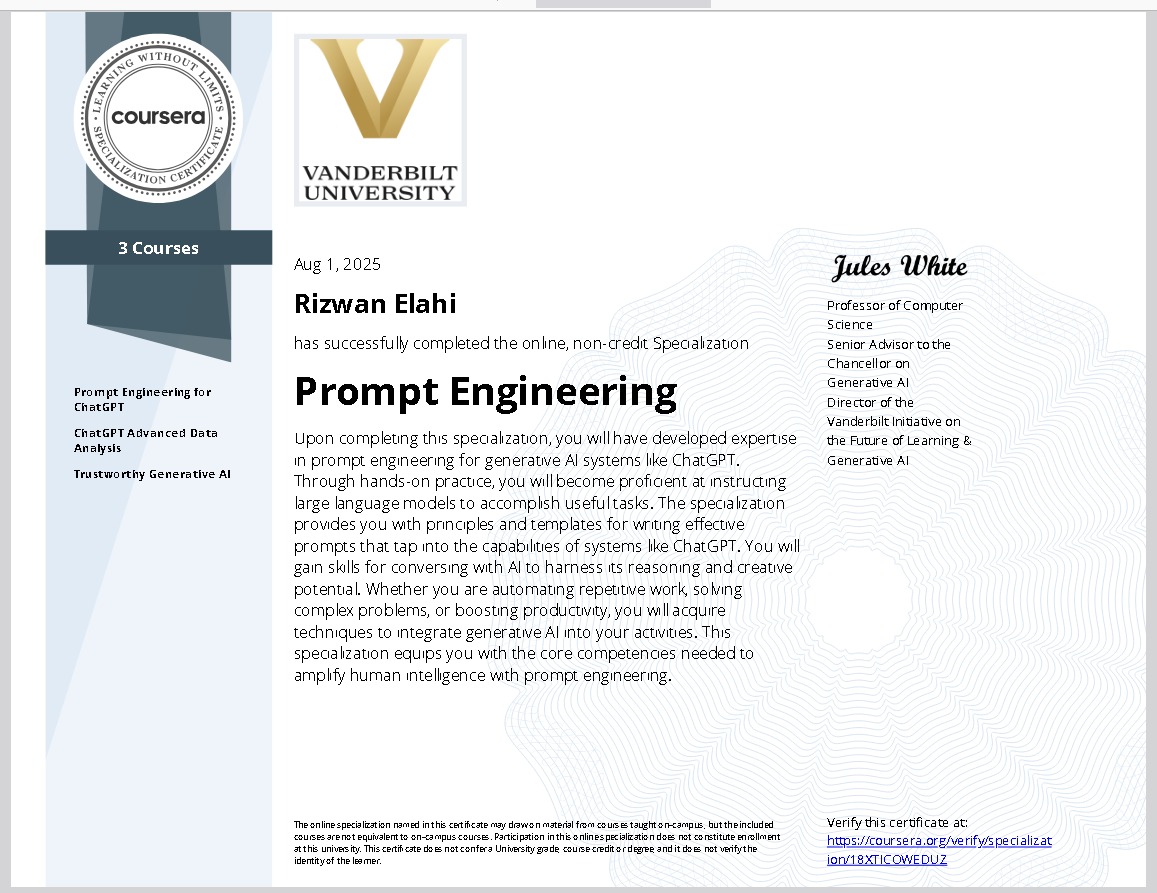 LEARNING WITHOUT LIMITS
coursera
SPECIALIZATION CERTIFICATE
VANDERBILT
UNIVERSITY
3 Courses
Prompt Engineering for
ChatGPT
ChatGPT Advanced Data
Analysis
Trustworthy Generative AI
Aug 1, 2025
Rizwan Elahi
has successfully completed the online, non-credit Specialization
Prompt Engineering
Upon completing this specialization, you will have developed expertise
in prompt engineering for generative AI systems like ChatGPT.
Through hands-on practice, you will become proficient at instructing
large language models to accomplish useful tasks. The specialization
provides you with principles and templates for writing effective
prompts that tap into the capabilities of systems like ChatGPT. You will
gain skills for conversing with AI to harness its reasoning and creative
potential. Whether you are automating repetitive work, solving
complex problems, or boosting productivity, you will acquire
techniques to integrate generative AI into your activities. This
specialization equips you with the core competencies needed to
amplify human intelligence with prompt engineering.
Jules White
Professor of Computer
Science
Senior Advisor to the
Chancellor on
Generative AI
Director of the
Vanderbilt Initiative on
the Future of Learning &
Generative AI
The online specialization named in this certificate may draw on material from courses taught on-campus, but the included
courses are not equivalent to on-campus courses. Participation in this online specialization does not constitute enrollment
at this university. This certificate does not confer a University grade, course credit or degree, and it does not verify the
identity of the learner.
Verify this certificate at:
https://coursera.org/verify/specializat
ion/18XTICOWEDUZ